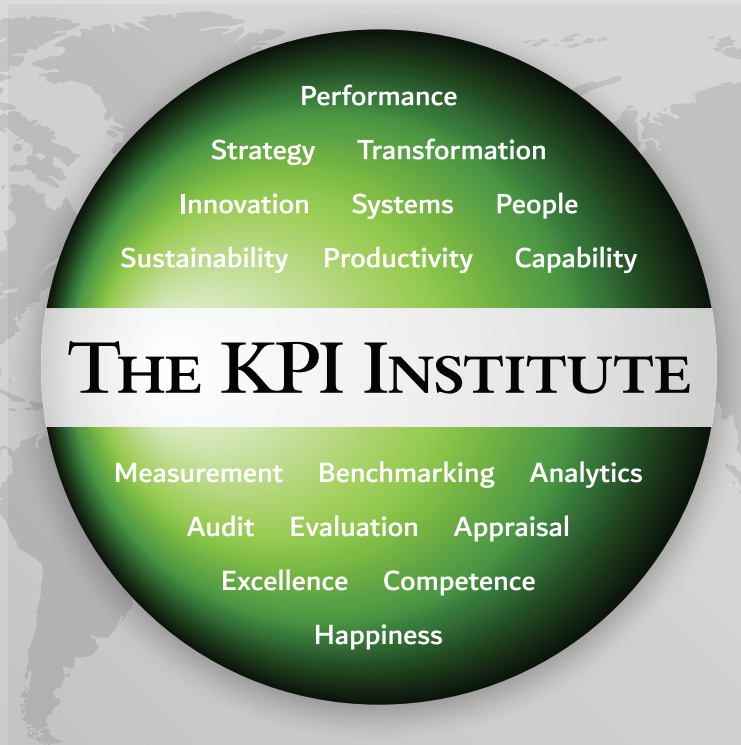 Performance
Strategy Transformation
Innovation Systems People
Sustainability Productivity Capability
THE KPI INSTITUTE
Measurement Benchmarking Analytics
Audit Evaluation Appraisal
Excellence Competence
Happiness